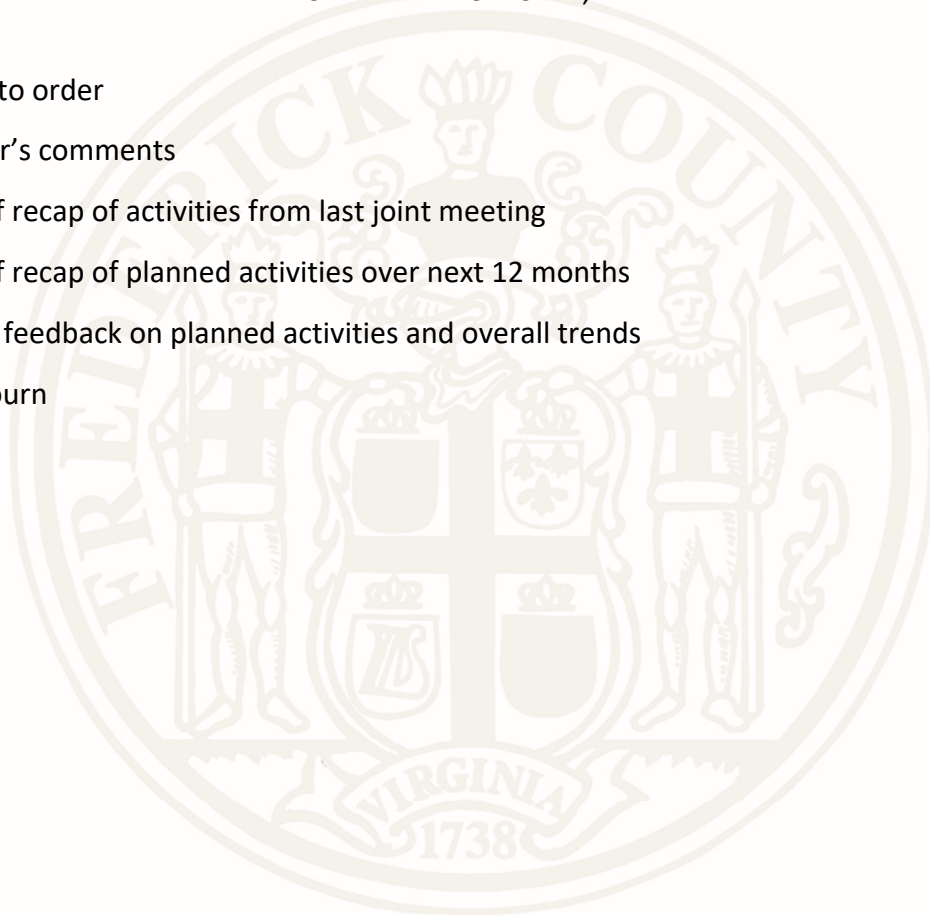 to order
r's comments
f recap of activities from last joint meeting
f recap of planned activities over next 12 months
feedback on planned activities and overall trends
ourn
FREDERICK COUNTY
VIRGINIA
1738